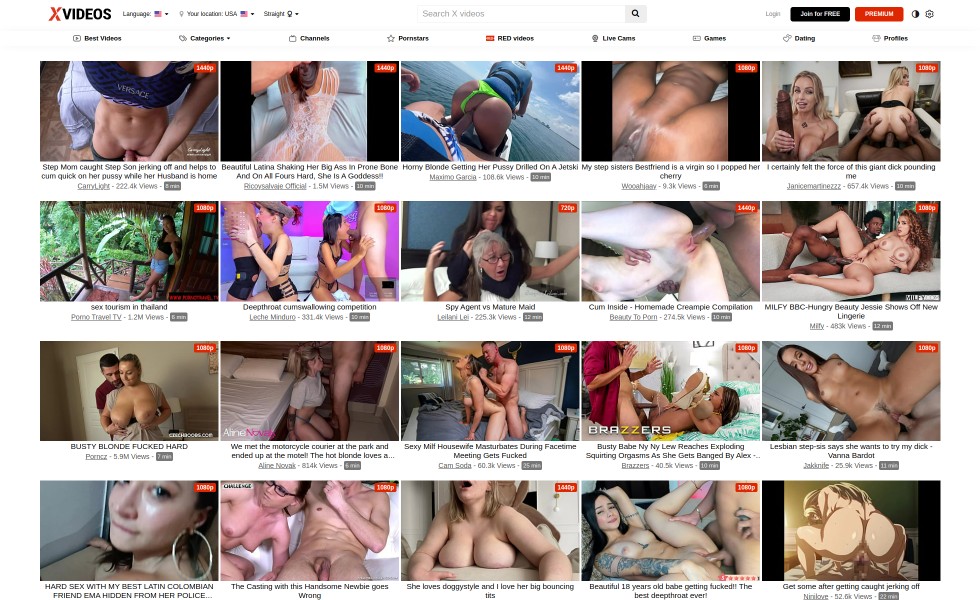 XVIDEOS
Language:
Your location: USA
Straight
Search X videos
Login
Join for FREE
PREMIUM
Best Videos
Categories
Channels
Pornstars
RED videos
Live Cams
Games
Dating
Profiles
1440p
1440p
1440p
1080p
1080p
VERSACE
Step Mom caught Step Son jerking off and helps to
cum quick on her pussy while her Husband is home
CarryLight - 222.4k Views - 8 min
Beautiful Latina Shaking Her Big Ass In Prone Bone
And On All Fours Hard, She Is A Goddess!!
Ricoysalvaje Official - 1.5M Views - 10 min
Horny Blonde Getting Her Pussy Drilled On A Jetski
Maximo Garcia - 108.6k Views - 10 min
My step sisters Bestfriend is a virgin so I popped her
cherry
Wooahjaay - 9.3k Views - 6 min
I certainly felt the force of this giant dick pounding
me
Janicemartinezzz - 657.4k Views - 10 min
1080p
1080p
720p
1440p
1080p
MILFY.COM
sex tourism in thailand
Porno Travel TV - 1.2M Views - 6 min
Deepthroat cumswallowing competition
Leche Minduro - 331.4k Views - 10 min
Spy Agent vs Mature Maid
Leilani Lei - 225.3k Views - 12 min
Cum Inside - Homemade Creampie Compilation
Beauty To Porn - 274.5k Views - 10 min
MILFY BBC-Hungry Beauty Jessie Shows Off New
Lingerie
Milfy - 483k Views - 12 min
1080p
1080p
1080p
1080p
1080p
CZECHADDES.COM
Aline Novak
BRAZZERS
BUSTY BLONDE FUCKED HARD
Porncz - 5.9M Views - 7 min
We met the motorcycle courier at the park and
ended up at the motel! The hot blonde loves a...
Aline Novak - 814k Views - 6 min
Sexy Milf Housewife Masturbates During Facetime
Meeting Gets Fucked
Cam Soda - 60.3k Views - 25 min
Busty Babe Ny Ny Lew Reaches Exploding
Squirting Orgasms As She Gets Banged By Alex -..
Brazzers - 40.5k Views - 10 min
Lesbian step-sis says she wants to try my dick -
Vanna Bardot
Jakknife - 25.9k Views - 11 min
1080p
CHALLENGE
1080p
1440p
1080p
HARD SEX WITH MY BEST LATIN COLOMBIAN
FRIEND EMA HIDDEN FROM HER POLICE...
The Casting with this Handsome Newbie goes
Wrong
She loves doggystyle and I love her big bouncing
tits
Beautiful 18 years old babe getting fucked!! The
best deepthroat ever!
Get some after getting caught jerking off
Ninilove - 52.6k Views - 22 min